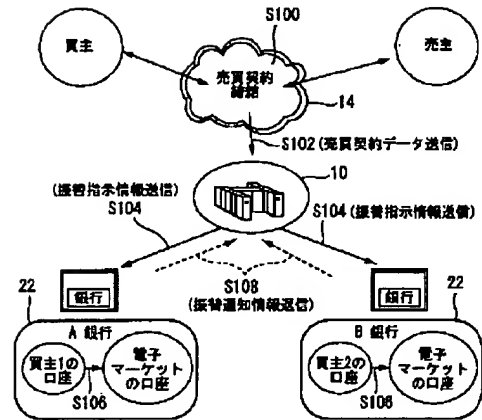 S100
買主
売主
売買契約
締結
14
S102(売買契約データ送信)
10
(振替指示情報送信)
S104
S104(振替指示情報送信)
S108
(振替通知情報返信)
22
銀行
銀行
22
A 銀行
B 銀行
買主1の
口座
電子
マーケット
の口座
S106
買主2の
口座
電子
マーケット
の口座
S106